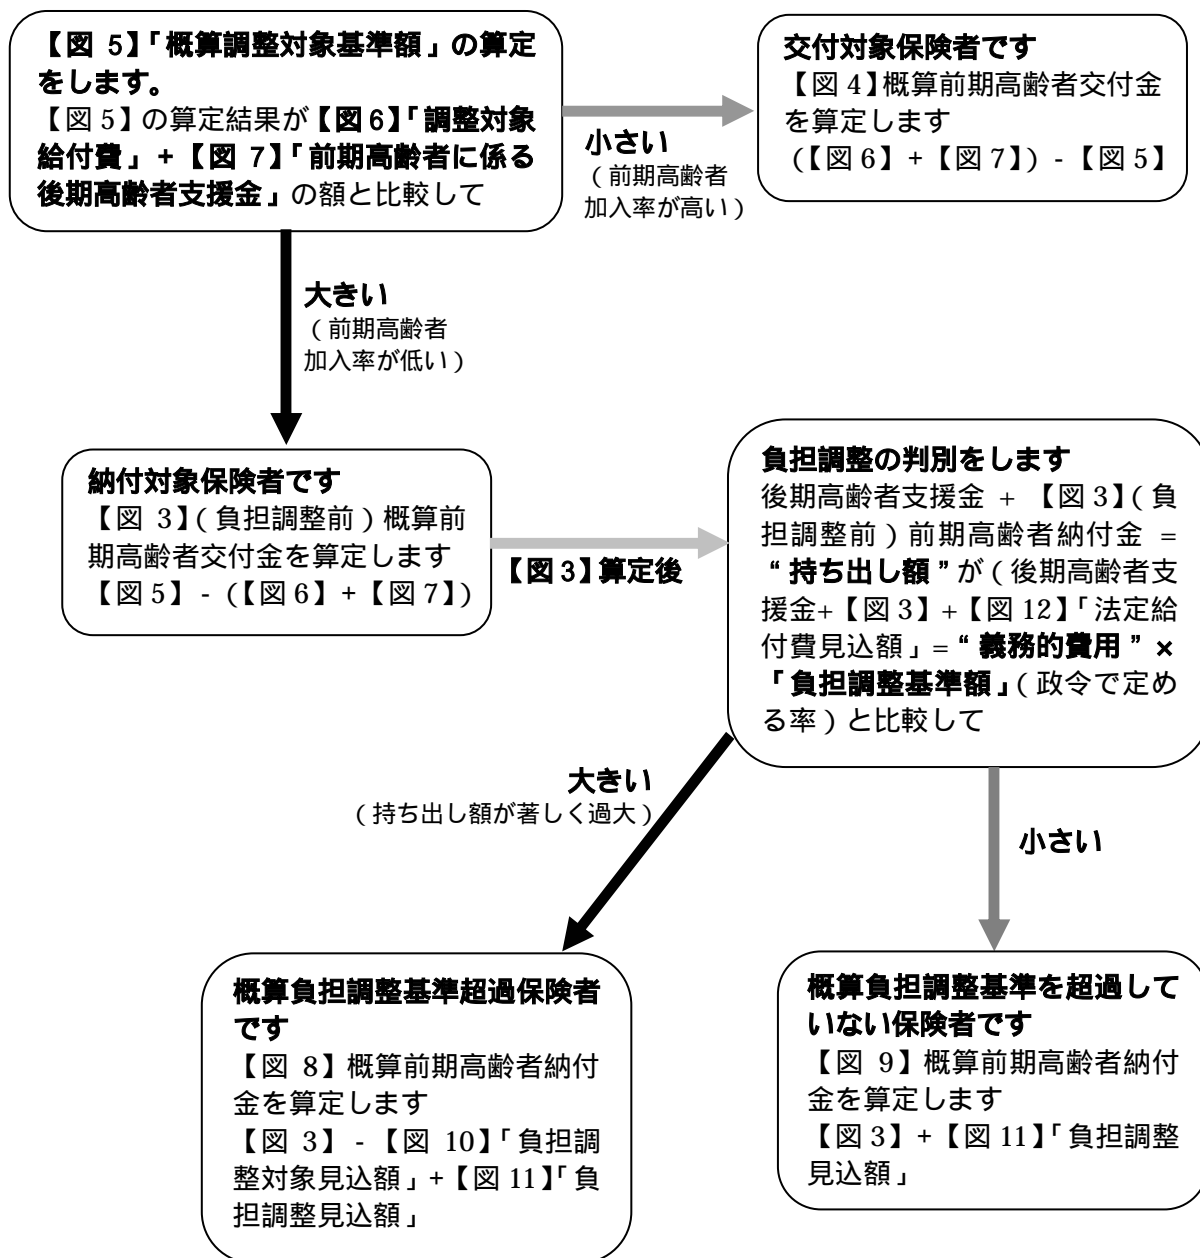 【図 5】「概算調整対象基準額」の算定
をします。
【図 5】の算定結果が【図 6】「調整対象
給付費」+【図 7】「前期高齢者に係る
後期高齢者支援金」の額と比較して
小さい
(前期高齢者
加入率が高い)
交付対象保険者です
【図 4】概算前期高齢者交付金
を算定します
(【図 6】+【図 7】) - 【図 5】
大きい
(前期高齢者
加入率が低い)
納付対象保険者です
【図 3】(負担調整前)概算前
期高齢者交付金を算定します
【図 5】 - (【図 6】+【図 7】)
【図 3】算定後
負担調整の判別をします
後期高齢者支援金 + 【図 3】(負
担調整前)前期高齢者納付金 =
“持ち出し額”が(後期高齢者支
援金+【図 3】+【図 12】「法定給
付費見込額」=“義務的費用”×
「負担調整基準額」(政令で定め
る率)と比較して
大きい
(持ち出し額が著しく過大)
小さい
概算負担調整基準超過保険者
です
【図 8】概算前期高齢者納付
金を算定します
【図 3】 - 【図 10】「負担調
整対象見込額」+【図 11】「負
担調整見込額」
概算負担調整基準を超過して
いない保険者です
【図 9】概算前期高齢者納付
金を算定します
【図 3】+【図 11】「負担調整
見込額」